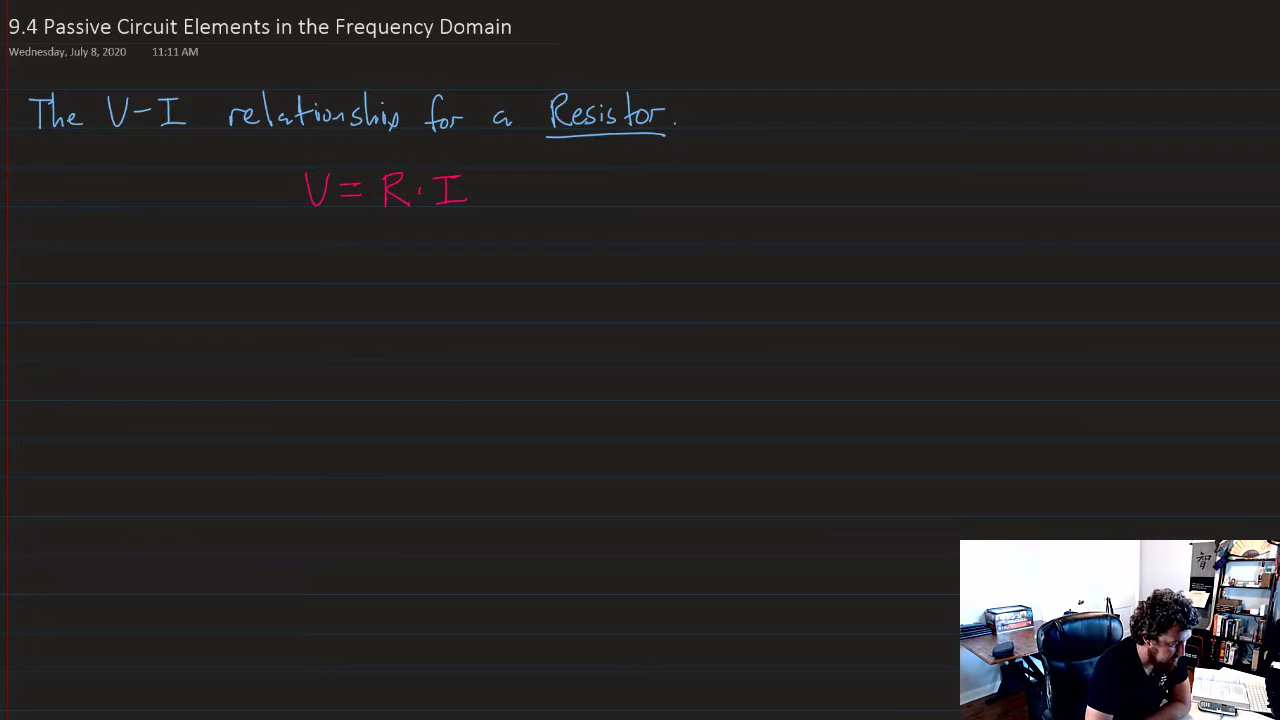 9.4 Passive Circuit Elements in the Frequency Domain
Wednesday, July 8, 2020 11:11 AM
The V-I relationship for a Resistor.
V = R · I
智